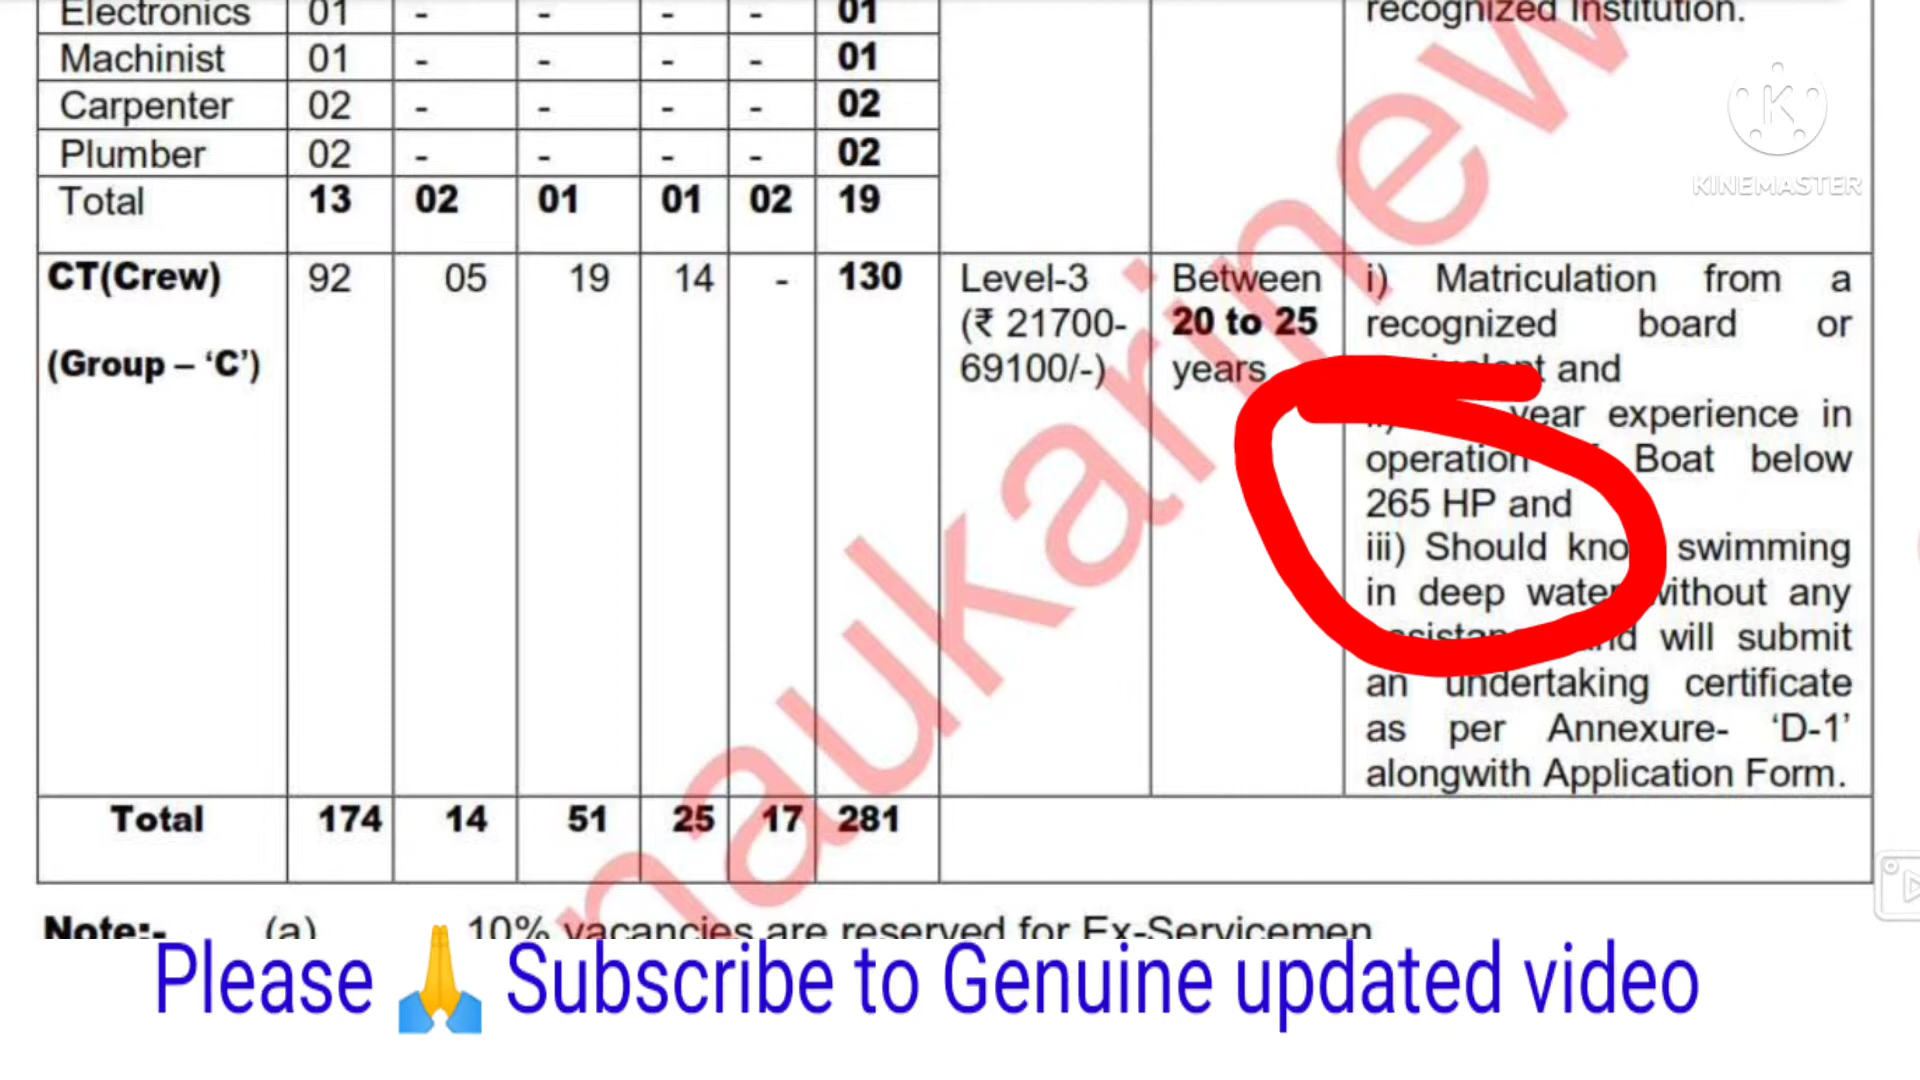 Electronics 01 - - - - 01
recognized Institution.
Machinist 01 - - - - 01
Carpenter 02 - - - - 02
Plumber 02 - - - - 02
Total 13 02 01 01 02 19
KINEMASTER
CT(Crew) 92 05 19 14 - 130
(Group – ‘C’)
Level-3
(₹ 21700-
69100/-)
Between
20 to 25
years
i) Matriculation from a
recognized board or
and
year experience in
operation Boat below
265 HP and
iii) Should swimming
in deep water without any
will submit
an undertaking certificate
as per Annexure- ‘D-1’
alongwith Application Form.
Total 174 14 51 25 17 281
Note:- (a) 10% vacancies are reserved for Ex-Servicemen
Please 🙏 Subscribe to Genuine updated video
naukarinew